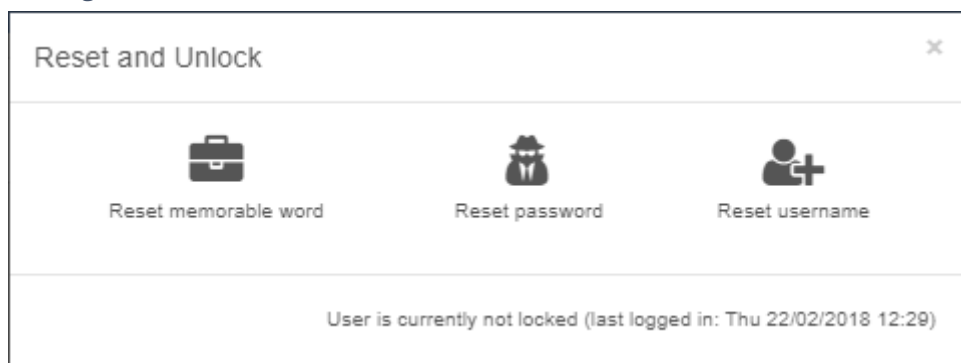 Reset and Unlock ×
Reset memorable word Reset password Reset username
User is currently not locked (last logged in: Thu 22/02/2018 12:29)